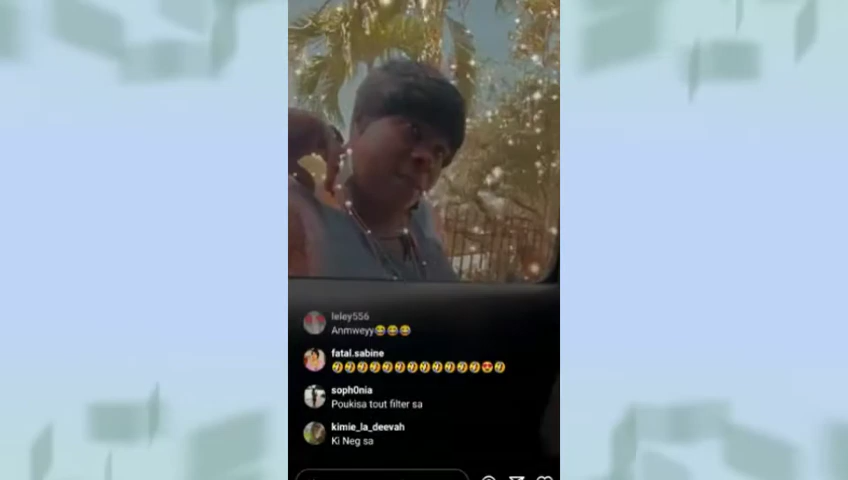 leley556
Anmweyy😂😂😂
fatal.sabine
🤣🤣🤣🤣🤣🤣🤣🤣🤣🤣🤣🤣😍🤣
soph0nia
Poukisa tout filter sa
kimie_la_deevah
Ki Neg sa